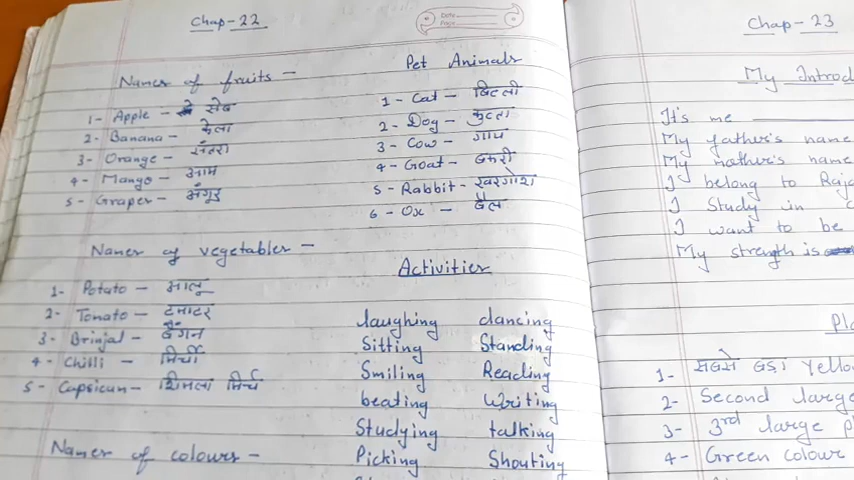 Chap-22
Date
Page
Names of fruits -
1- Apple - सेब
2- Banana - केला
3- Orange - संतरा
4- Mango - आम
5- Grapes - अंगूर
Names of vegetables -
1- Potato - आलू
2- Tomato - टमाटर
3- Brinjal - बैंगन
4- Chilli - मिर्ची
5- Capsicum - शिमला मिर्च
Names of colours -
Pet Animals
1 - Cat - बिल्ली
2 - Dog - कुत्ता
3 - Cow - गाय
4 - Goat - बकरी
5 - Rabbit - खरगोश
6 - Ox - बैल
Activities
laughing dancing
Sitting Standing
Smiling Reading
beating Writing
Studying talking
Picking Shouting
Chap-23
My Introd
It's me
My father's name
My mother's name
I belong to Raja
I Study in
I want to be
My strength is
Pl
1- सबसे बड़ा Yello
2- Second large
3- 3rd large p
4- Green colour